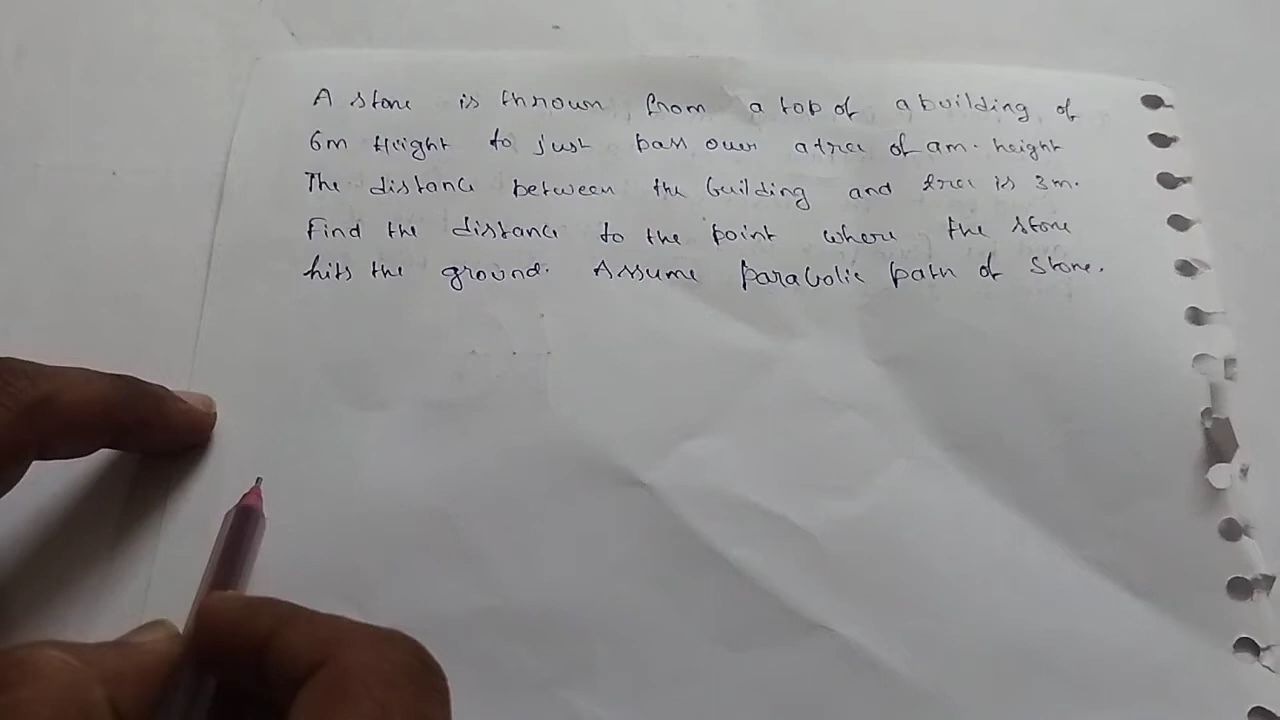 A stone is thrown from a top of a building of
6m Height to just pass over a tree of am. height
The distance between the building and tree is 3m.
Find the distance to the point where the stone
hits the ground. Assume parabolic path of Stone.